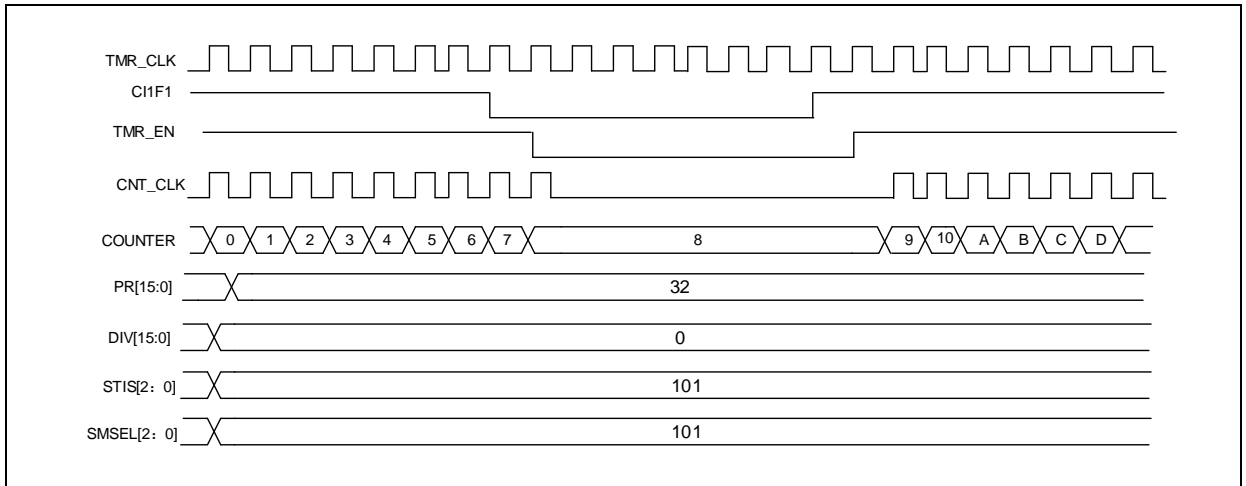 TMR_CLK
CI1F1
TMR_EN
CNT_CLK
COUNTER 0 1 2 3 4 5 6 7 8 9 10 A B C D
PR[15:0] 32
DIV[15:0] 0
STIS[2：0] 101
SMSEL[2：0] 101